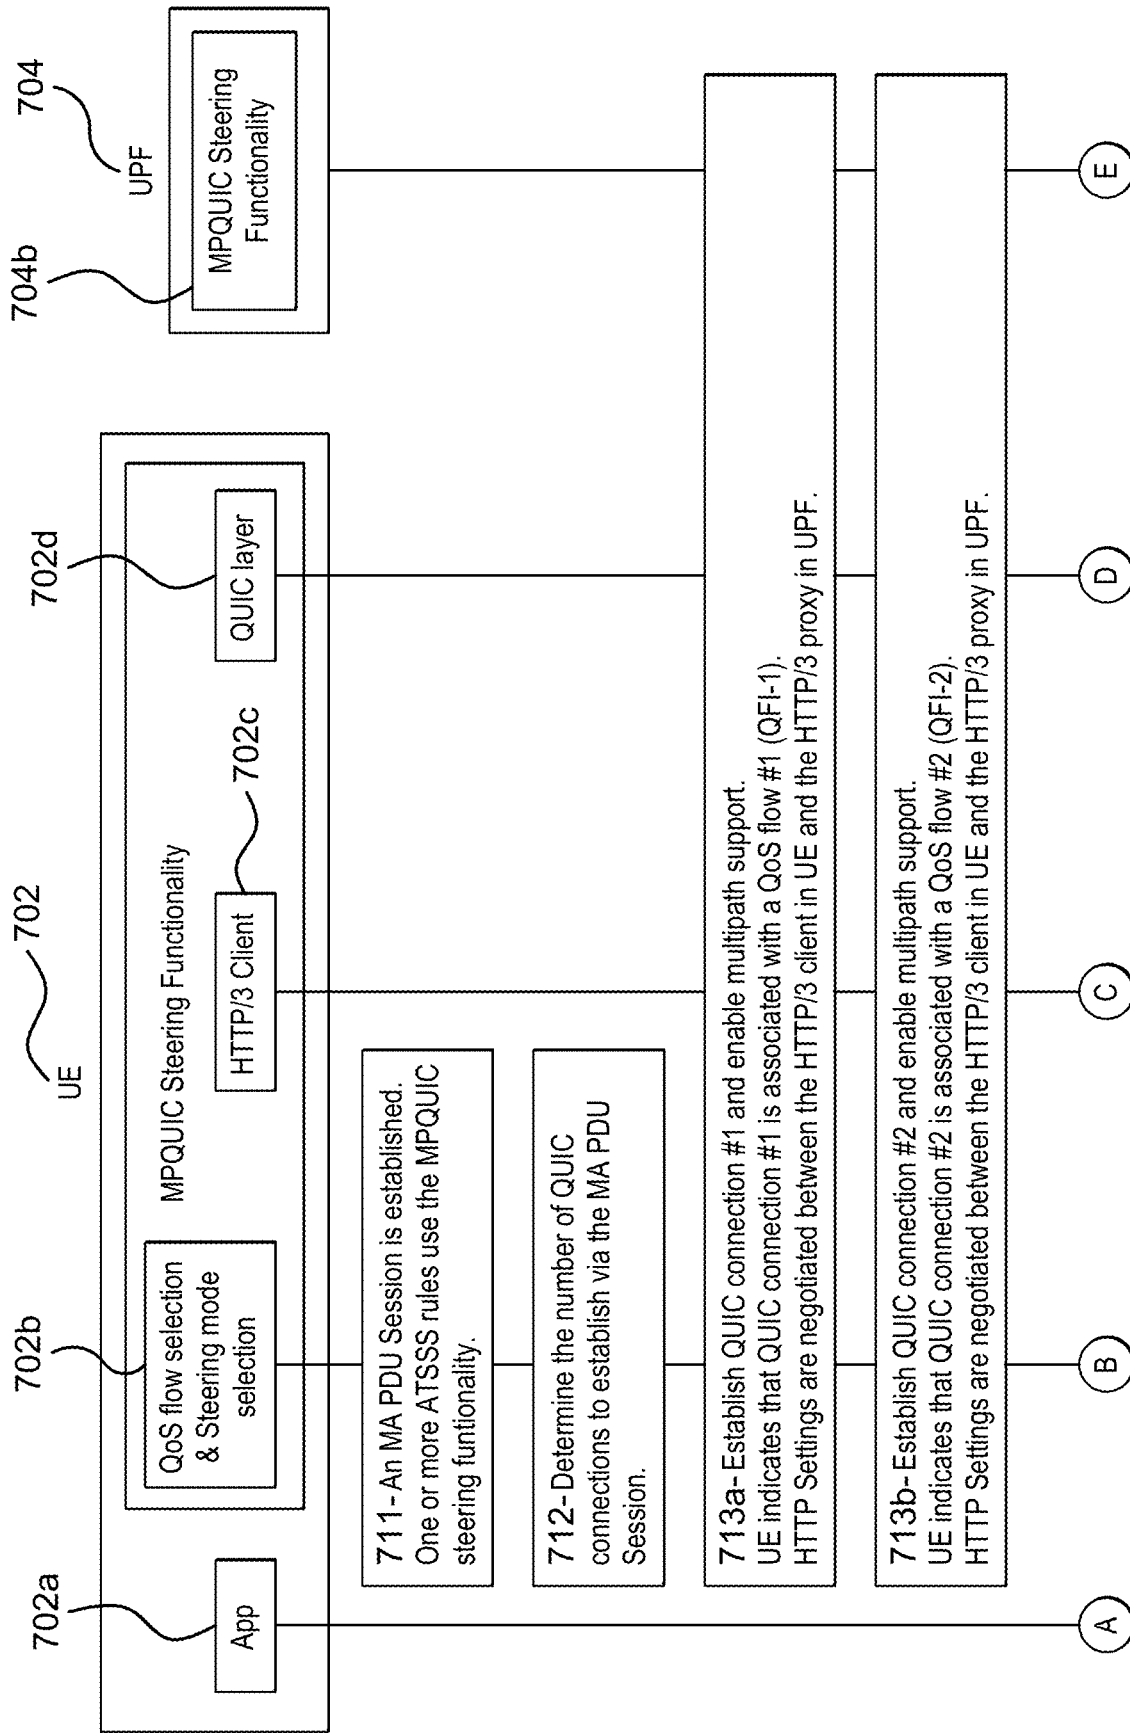 702
UE
704
UPF
702a
702b
702c
702d
704b
MPQUIC Steering Functionality
App
QoS flow selection
& Steering mode
selection
HTTP/3 Client
QUIC layer
MPQUIC Steering
Functionality
711- An MA PDU Session is established.
One or more ATSSS rules use the MPQUIC
steering funtionality.
712- Determine the number of QUIC
connections to establish via the MA PDU
Session.
713a- Establish QUIC connection #1 and enable multipath support.
UE indicates that QUIC connection #1 is associated with a QoS flow #1 (QFI-1).
HTTP Settings are negotiated between the HTTP/3 client in UE and the HTTP/3 proxy in UPF.
713b- Establish QUIC connection #2 and enable multipath support.
UE indicates that QUIC connection #2 is associated with a QoS flow #2 (QFI-2).
HTTP Settings are negotiated between the HTTP/3 client in UE and the HTTP/3 proxy in UPF.
A
B
C
D
E